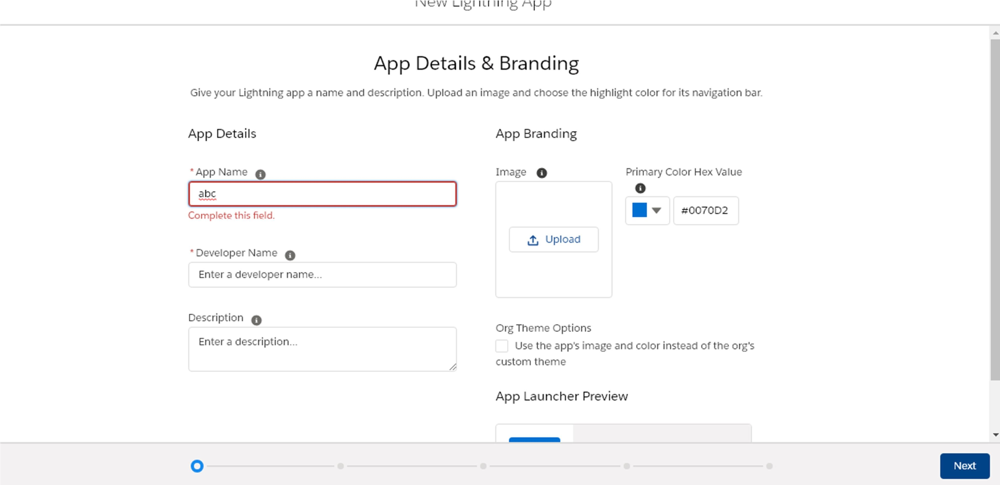 New Lightning App
App Details & Branding
Give your Lightning app a name and description. Upload an image and choose the highlight color for its navigation bar.
App Details
* App Name
abc
Complete this field.
* Developer Name
Enter a developer name...
Description
Enter a description...
App Branding
Image
Primary Color Hex Value
#0070D2
Upload
Org Theme Options
Use the app's image and color instead of the org's
custom theme
App Launcher Preview
Next